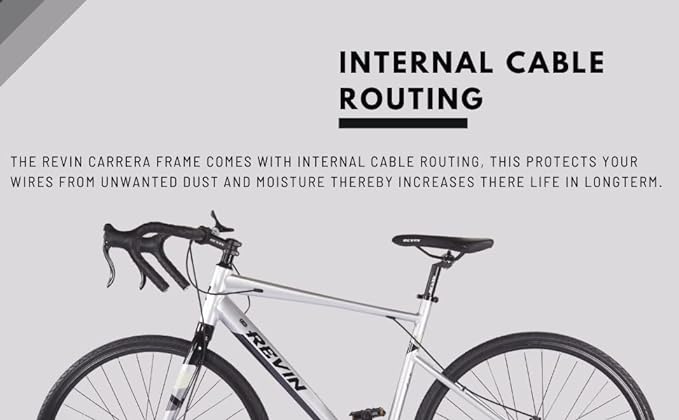 INTERNAL CABLE
ROUTING
THE REVIN CARRERA FRAME COMES WITH INTERNAL CABLE ROUTING, THIS PROTECTS YOUR
WIRES FROM UNWANTED DUST AND MOISTURE THEREBY INCREASES THERE LIFE IN LONGTERM.
REVIN
REVIN
REVIN